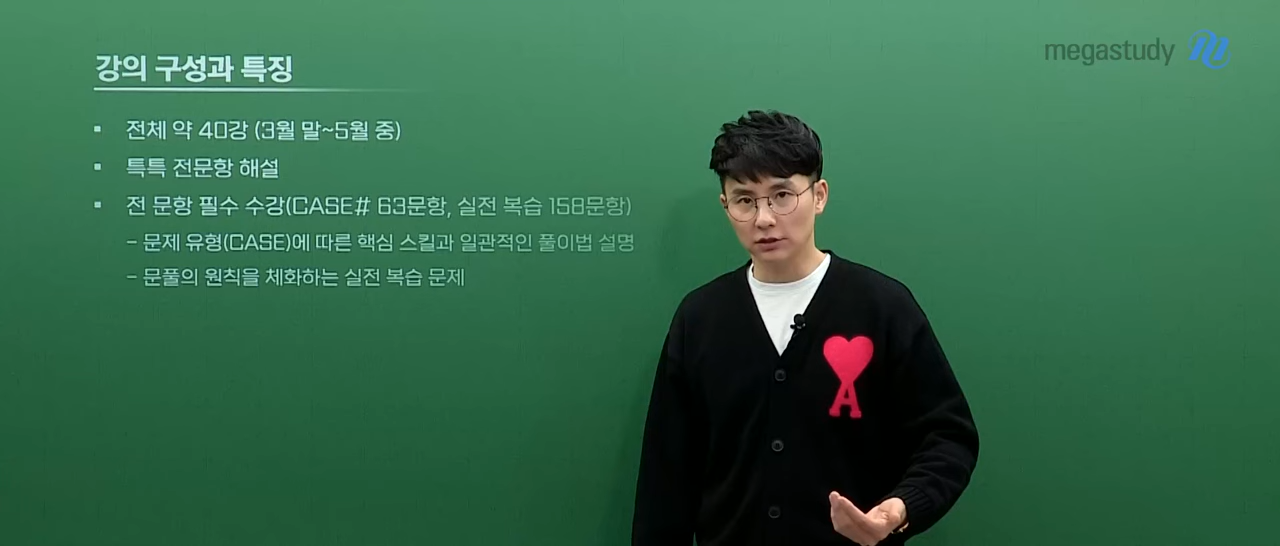 강의 구성과 특징
megastudy m
▪ 전체 약 40강 (3월 말~5월 중)
▪ 특특 전문항 해설
▪ 전 문항 필수 수강(CASE# 63문항, 실전 복습 158문항)
- 문제 유형(CASE)에 따른 핵심 스킬과 일관적인 풀이법 설명
- 문풀의 원칙을 체화하는 실전 복습 문제
A